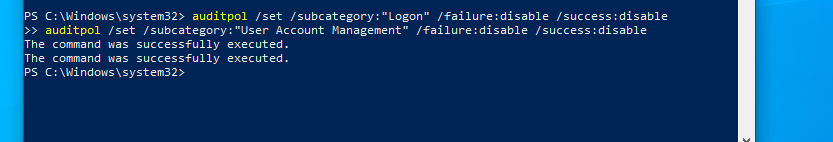 PS C:\Windows\system32> auditpol /set /subcategory:"Logon" /failure:disable /success:disable
>> auditpol /set /subcategory:"User Account Management" /failure:disable /success:disable
The command was successfully executed.
The command was successfully executed.
PS C:\Windows\system32>